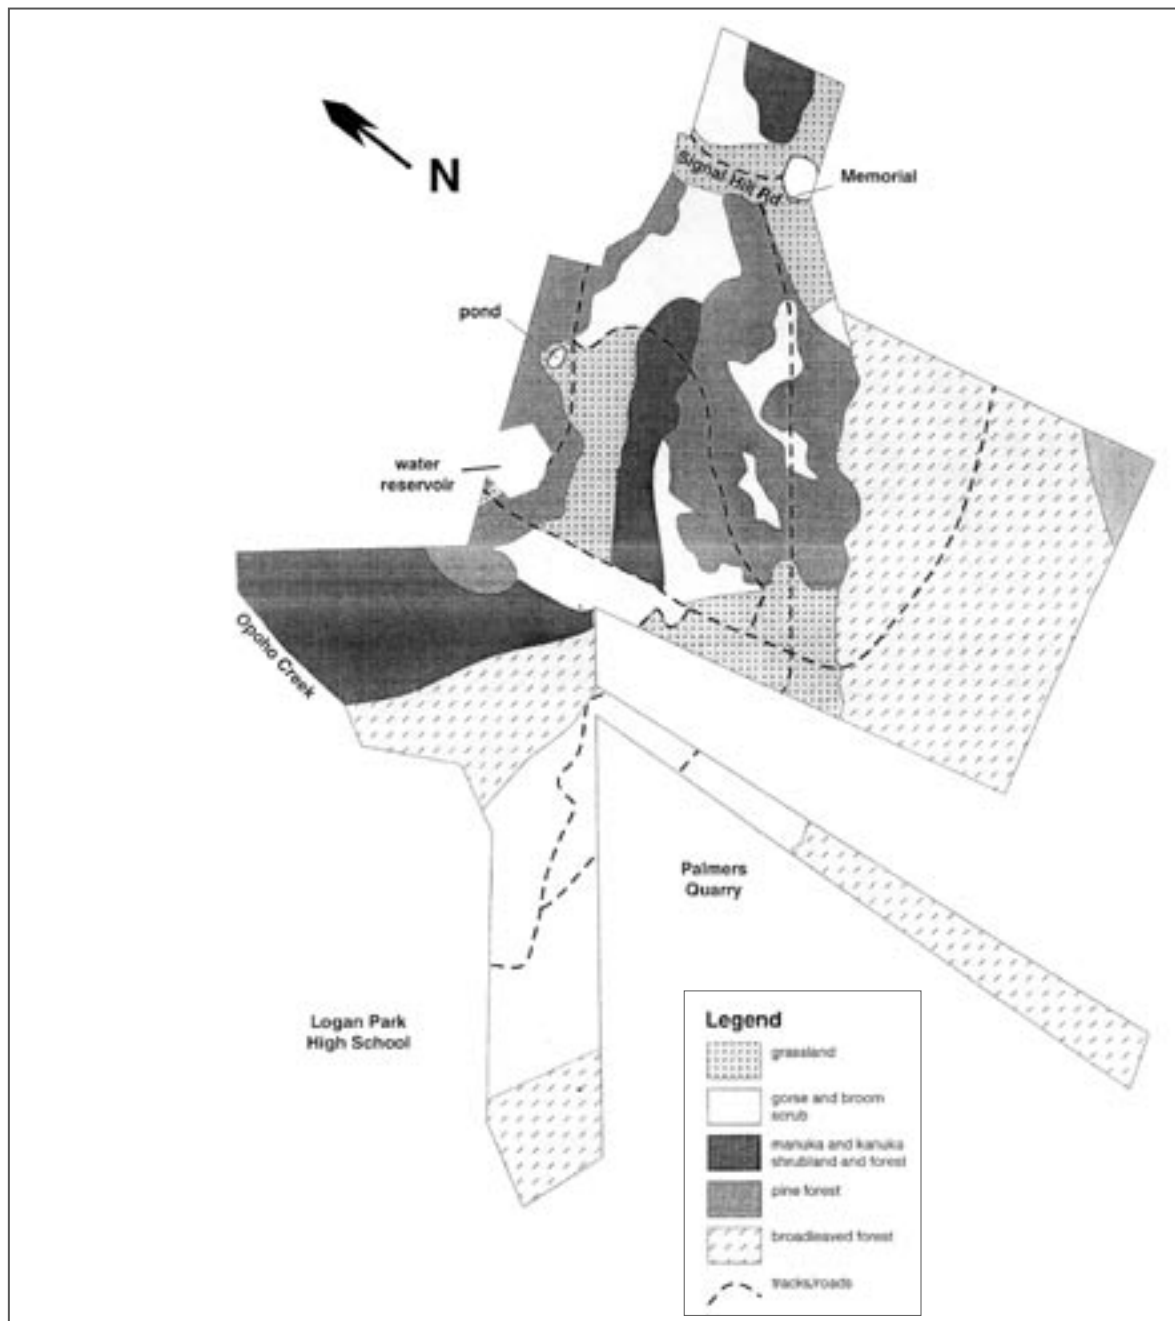 N
Signal Hill Rd.
Memorial
pond
water
reservoir
Opoho Creek
Palmers
Quarry
Logan Park
High School
Legend
grassland
gorse and broom
scrub
manuka and kanuka
shrubland and forest
pine forest
broadleaved forest
tracks/roads